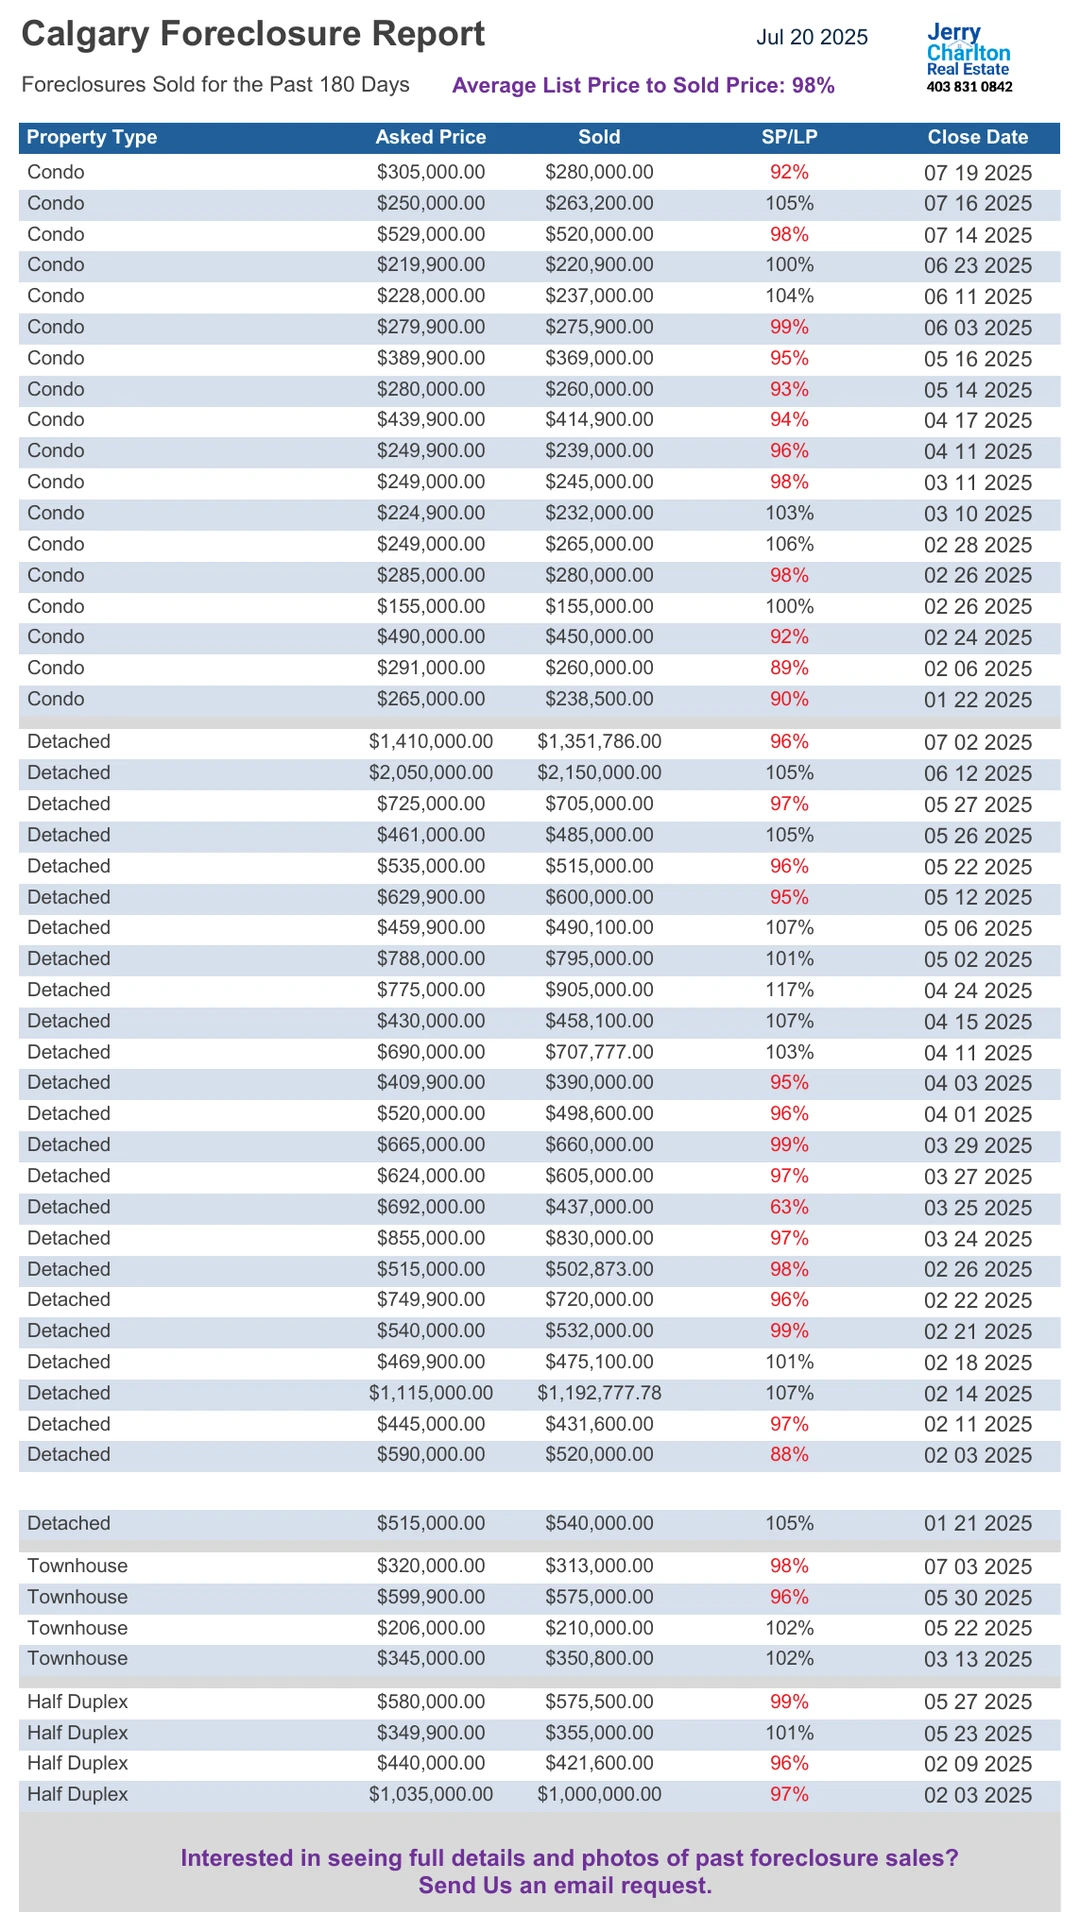 Calgary Foreclosure Report
Jul 20 2025
Jerry
Charlton
Real Estate
403 831 0842
Foreclosures Sold for the Past 180 Days Average List Price to Sold Price: 98%
Property Type Asked Price Sold SP/LP Close Date
Condo $305,000.00 $280,000.00 92% 07 19 2025
Condo $250,000.00 $263,200.00 105% 07 16 2025
Condo $529,000.00 $520,000.00 98% 07 14 2025
Condo $219,900.00 $220,900.00 100% 06 23 2025
Condo $228,000.00 $237,000.00 104% 06 11 2025
Condo $279,900.00 $275,900.00 99% 06 03 2025
Condo $389,900.00 $369,000.00 95% 05 16 2025
Condo $280,000.00 $260,000.00 93% 05 14 2025
Condo $439,900.00 $414,900.00 94% 04 17 2025
Condo $249,900.00 $239,000.00 96% 04 11 2025
Condo $249,000.00 $245,000.00 98% 03 11 2025
Condo $224,900.00 $232,000.00 103% 03 10 2025
Condo $249,000.00 $265,000.00 106% 02 28 2025
Condo $285,000.00 $280,000.00 98% 02 26 2025
Condo $155,000.00 $155,000.00 100% 02 26 2025
Condo $490,000.00 $450,000.00 92% 02 24 2025
Condo $291,000.00 $260,000.00 89% 02 06 2025
Condo $265,000.00 $238,500.00 90% 01 22 2025
Detached $1,410,000.00 $1,351,786.00 96% 07 02 2025
Detached $2,050,000.00 $2,150,000.00 105% 06 12 2025
Detached $725,000.00 $705,000.00 97% 05 27 2025
Detached $461,000.00 $485,000.00 105% 05 26 2025
Detached $535,000.00 $515,000.00 96% 05 22 2025
Detached $629,900.00 $600,000.00 95% 05 12 2025
Detached $459,900.00 $490,100.00 107% 05 06 2025
Detached $788,000.00 $795,000.00 101% 05 02 2025
Detached $775,000.00 $905,000.00 117% 04 24 2025
Detached $430,000.00 $458,100.00 107% 04 15 2025
Detached $690,000.00 $707,777.00 103% 04 11 2025
Detached $409,900.00 $390,000.00 95% 04 03 2025
Detached $520,000.00 $498,600.00 96% 04 01 2025
Detached $665,000.00 $660,000.00 99% 03 29 2025
Detached $624,000.00 $605,000.00 97% 03 27 2025
Detached $692,000.00 $437,000.00 63% 03 25 2025
Detached $855,000.00 $830,000.00 97% 03 24 2025
Detached $515,000.00 $502,873.00 98% 02 26 2025
Detached $749,900.00 $720,000.00 96% 02 22 2025
Detached $540,000.00 $532,000.00 99% 02 21 2025
Detached $469,900.00 $475,100.00 101% 02 18 2025
Detached $1,115,000.00 $1,192,777.78 107% 02 14 2025
Detached $445,000.00 $431,600.00 97% 02 11 2025
Detached $590,000.00 $520,000.00 88% 02 03 2025
Detached $515,000.00 $540,000.00 105% 01 21 2025
Townhouse $320,000.00 $313,000.00 98% 07 03 2025
Townhouse $599,900.00 $575,000.00 96% 05 30 2025
Townhouse $206,000.00 $210,000.00 102% 05 22 2025
Townhouse $345,000.00 $350,800.00 102% 03 13 2025
Half Duplex $580,000.00 $575,500.00 99% 05 27 2025
Half Duplex $349,900.00 $355,000.00 101% 05 23 2025
Half Duplex $440,000.00 $421,600.00 96% 02 09 2025
Half Duplex $1,035,000.00 $1,000,000.00 97% 02 03 2025
Interested in seeing full details and photos of past foreclosure sales?
Send Us an email request.